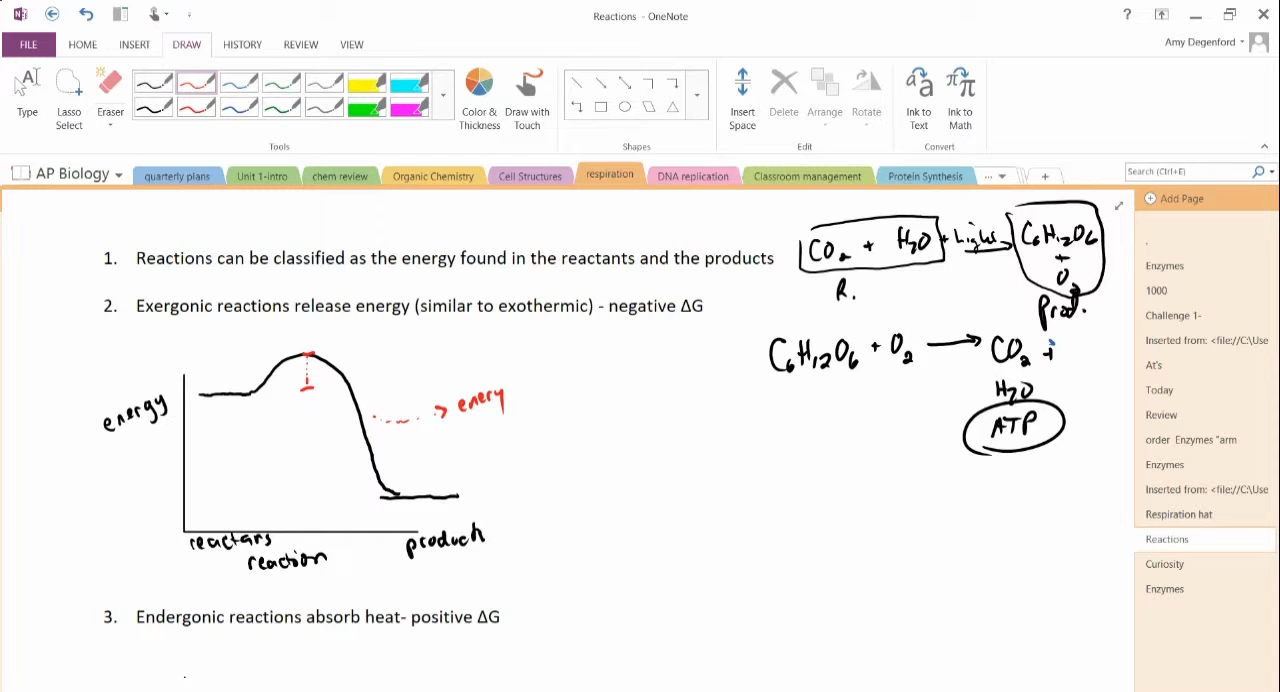 Reactions - OneNote
?
Amy Degenford
FILE HOME INSERT DRAW HISTORY REVIEW VIEW
Type
Lasso Select
Eraser
Color & Thickness
Draw with Touch
Insert Space
Delete
Arrange
Rotate
Ink to Text
Ink to Math
Tools
Shapes
Edit
Convert
AP Biology
quarterly plans
Unit 1-intro
chem review
Organic Chemistry
Cell Structures
respiration
DNA replication
Classroom management
Protein Synthesis
...
+
Search (Ctrl+E)
Add Page
1. Reactions can be classified as the energy found in the reactants and the products
2. Exergonic reactions release energy (similar to exothermic) - negative ΔG
CO2 + H2O + light C6H12O6
+
O2
R.
Prod.
C6H12O6 + O2 → CO2 +
H2O
ATP
energy
enery
reactans
reaction
product
3. Endergonic reactions absorb heat- positive ΔG
.
Enzymes
1000
Challenge 1-
Inserted from: <file://C:\Use
At's
Today
Review
order Enzymes "arm
Enzymes
Inserted from: <file://C:\Use
Respiration hat
Reactions
Curiosity
Enzymes